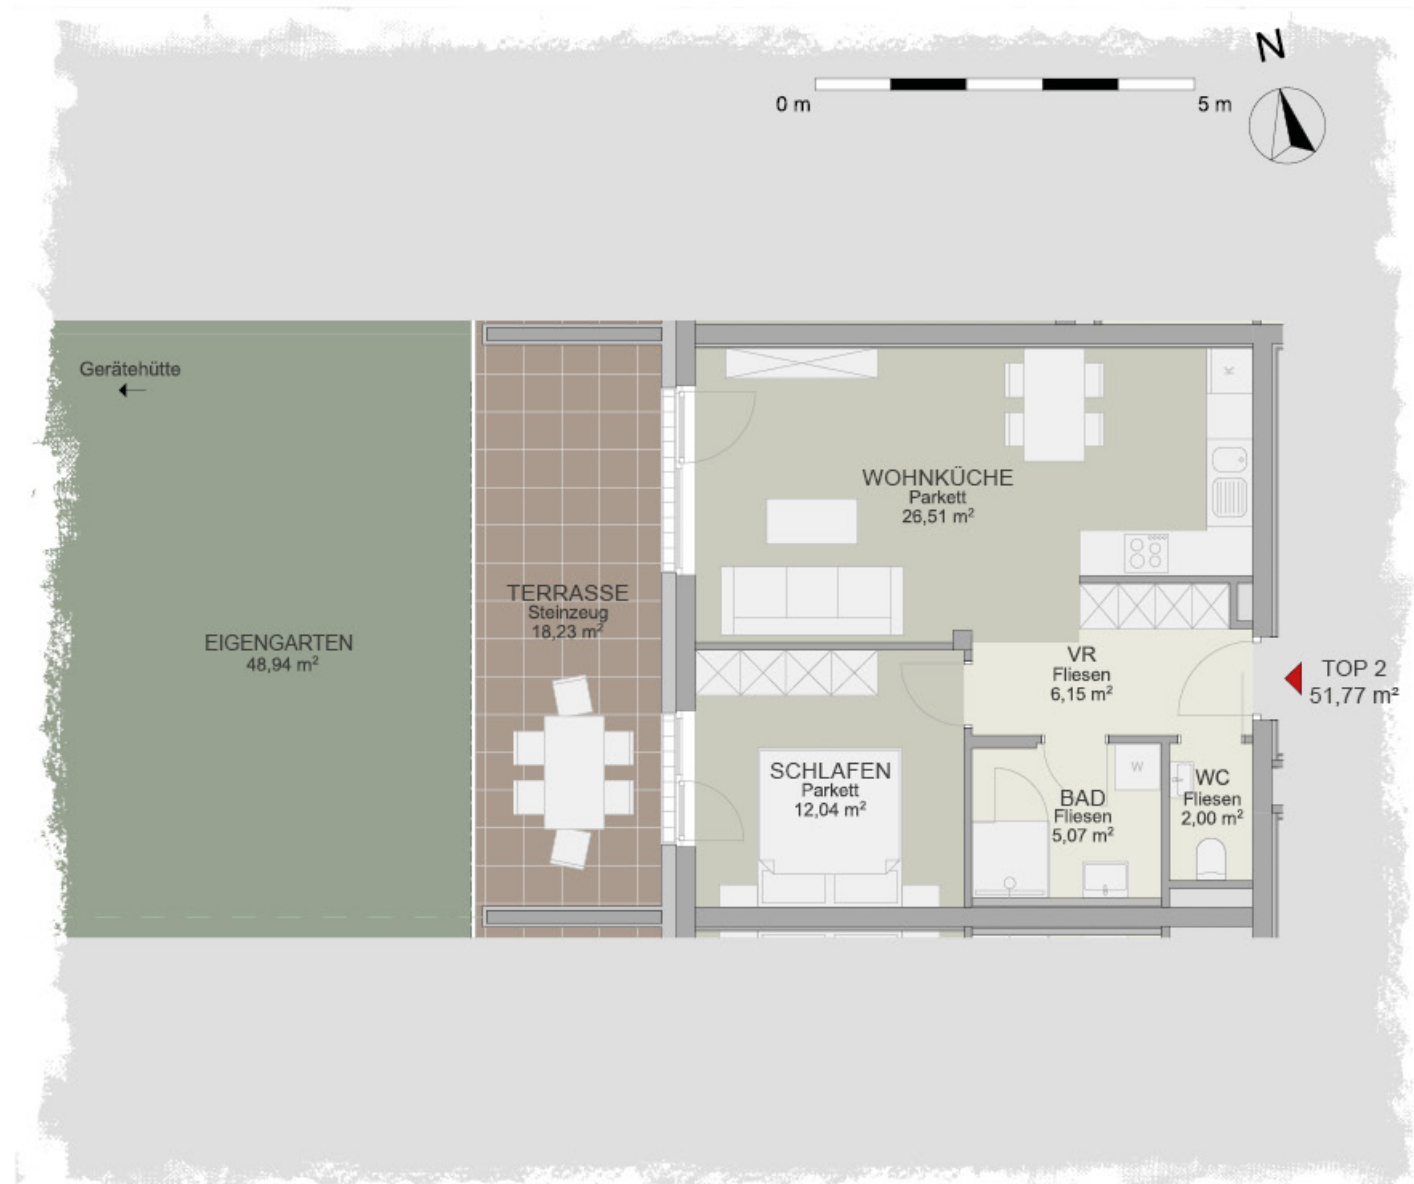 N
0 m
5 m
Gerätehütte
K
WOHNKÜCHE
Parkett
26,51 m²
TERRASSE
Steinzeug
18,23 m²
EIGENGARTEN
48,94 m²
VR
Fliesen
6,15 m²
TOP 2
51,77 m²
SCHLAFEN
Parkett
12,04 m²
W
BAD
Fliesen
5,07 m²
WC
Fliesen
2,00 m²